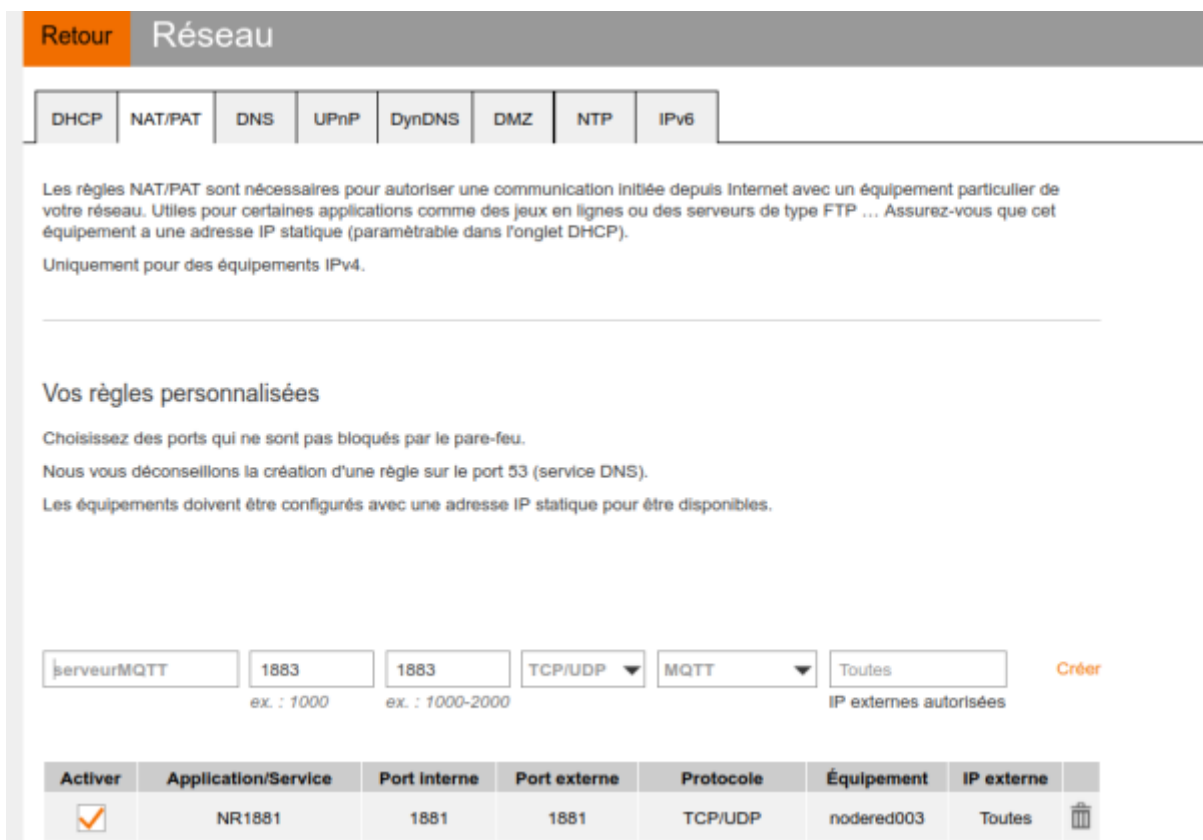 Retour Réseau
DHCP NAT/PAT DNS UPnP DynDNS DMZ NTP IPv6
Les règles NAT/PAT sont nécessaires pour autoriser une communication initiée depuis Internet avec un équipement particulier de
votre réseau. Utiles pour certaines applications comme des jeux en lignes ou des serveurs de type FTP … Assurez-vous que cet
équipement a une adresse IP statique (paramètrable dans l'onglet DHCP).
Uniquement pour des équipements IPv4.
Vos règles personnalisées
Choisissez des ports qui ne sont pas bloqués par le pare-feu.
Nous vous déconseillons la création d'une règle sur le port 53 (service DNS).
Les équipements doivent être configurés avec une adresse IP statique pour être disponibles.
serveurMQTT 1883 1883 TCP/UDP MQTT Toutes Créer
ex. : 1000 ex. : 1000-2000 IP externes autorisées
Activer Application/Service Port interne Port externe Protocole Équipement IP externe
NR1881 1881 1881 TCP/UDP nodered003 Toutes